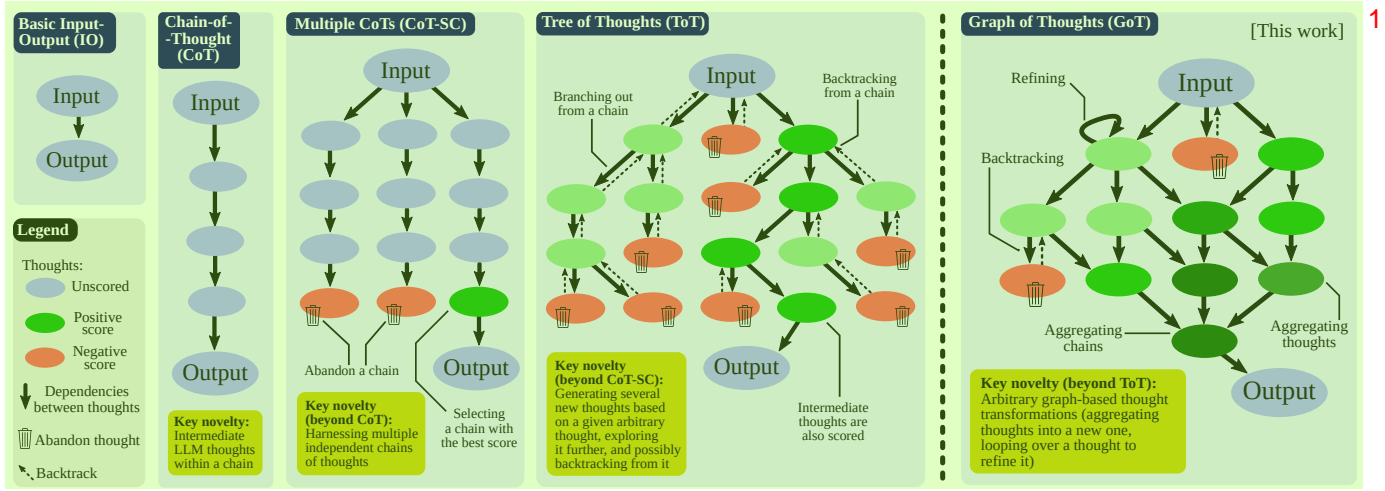 Basic Input-
Output (IO)
Input
Output
Legend
Thoughts:
Unscored
Positive
score
Negative
score
Dependencies
between thoughts
Abandon thought
Backtrack
Chain-of-
-Thought
(CoT)
Input
Output
Key novelty:
Intermediate
LLM thoughts
within a chain
Multiple CoTs (CoT-SC)
Input
Output
Abandon a chain
Selecting
a chain with
the best score
Key novelty
(beyond CoT):
Harnessing multiple
independent chains
of thoughts
Tree of Thoughts (ToT)
Input
Branching out
from a chain
Backtracking
from a chain
Output
Intermediate
thoughts are
also scored
Key novelty
(beyond CoT-SC):
Generating several
new thoughts based
on a given arbitrary
thought, exploring
it further, and possibly
backtracking from it
Graph of Thoughts (GoT)
[This work]
Refining
Input
Backtracking
Aggregating
chains
Aggregating
thoughts
Output
Key novelty (beyond ToT):
Arbitrary graph-based thought
transformations (aggregating
thoughts into a new one,
looping over a thought to
refine it)
1